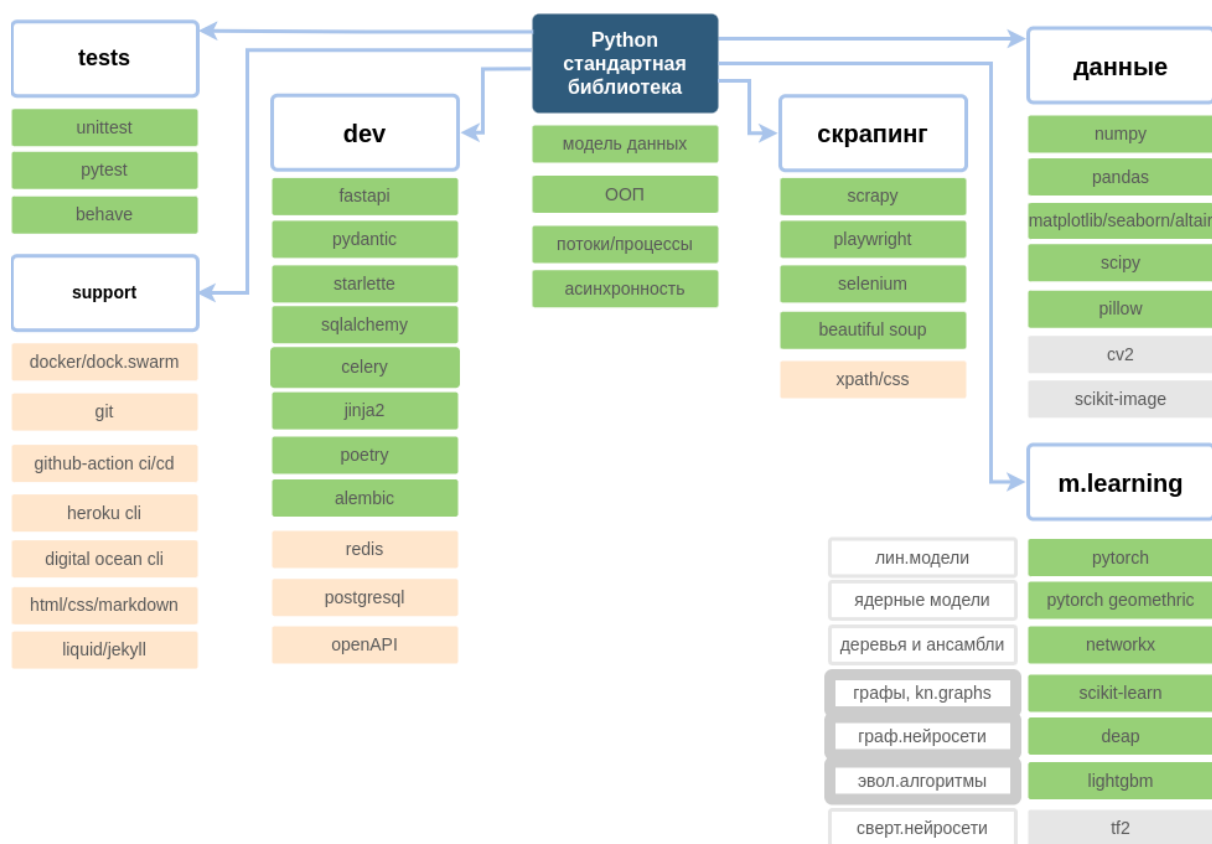 Python
стандартная
библиотека
модель данных
ООП
потоки/процессы
асинхронность
tests
unittest
pytest
behave
support
docker/dock.swarm
git
github-action ci/cd
heroku cli
digital ocean cli
html/css/markdown
liquid/jekyll
dev
fastapi
pydantic
starlette
sqlalchemy
celery
jinja2
poetry
alembic
redis
postgresql
openAPI
скрапинг
scrapy
playwright
selenium
beautiful soup
xpath/css
данные
numpy
pandas
matplotlib/seaborn/altair
scipy
pillow
cv2
scikit-image
m.learning
лин.модели
ядерные модели
деревья и ансамбли
графы, kn.graphs
граф.нейросети
эвол.алгоритмы
сверт.нейросети
pytorch
pytorch geomethric
networkx
scikit-learn
deap
lightgbm
tf2